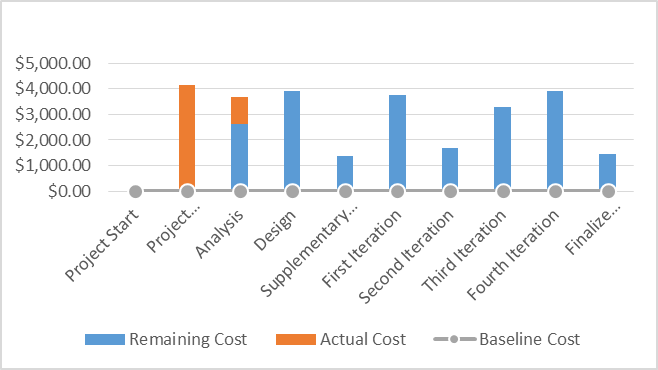 $5,000.00
$4,000.00
$3,000.00
$2,000.00
$1,000.00
$0.00
Project Start
Project...
Analysis
Design
Supplementary...
First Iteration
Second Iteration
Third Iteration
Fourth Iteration
Finalize...
Remaining Cost
Actual Cost
Baseline Cost